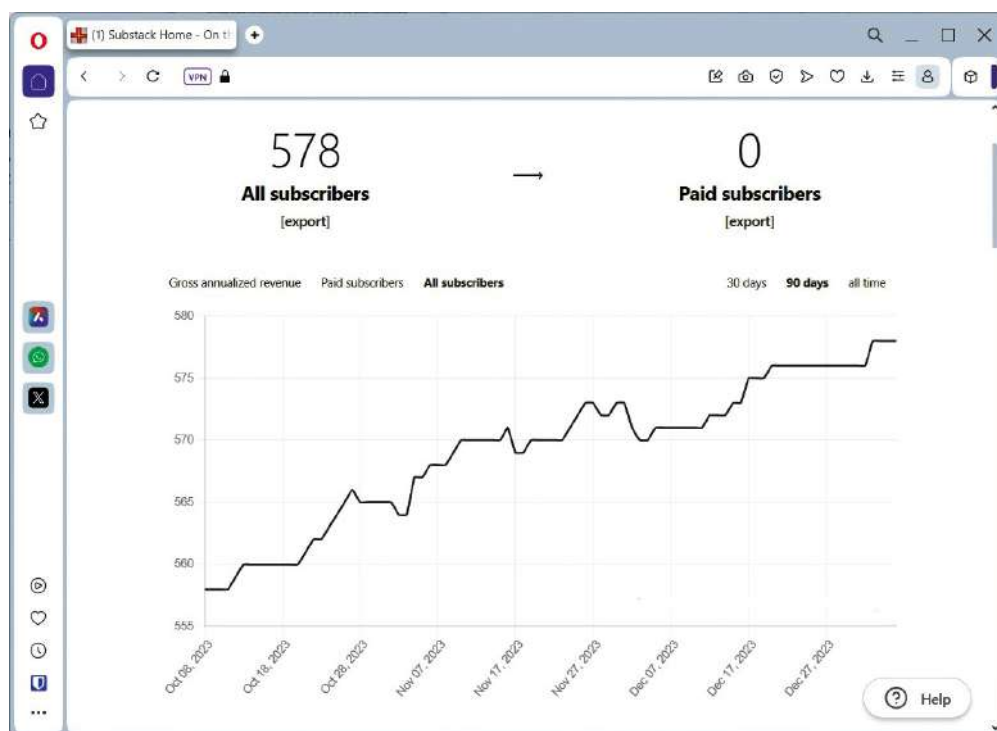 (1) Substack Home - On th
VPN
578
All subscribers
[export]
0
Paid subscribers
[export]
Gross annualized revenue Paid subscribers All subscribers
30 days 90 days all time
580
575
570
565
560
555
Oct 08, 2023
Oct 18, 2023
Oct 28, 2023
Nov 07, 2023
Nov 17, 2023
Nov 27, 2023
Dec 07, 2023
Dec 17, 2023
Dec 27, 2023
Help